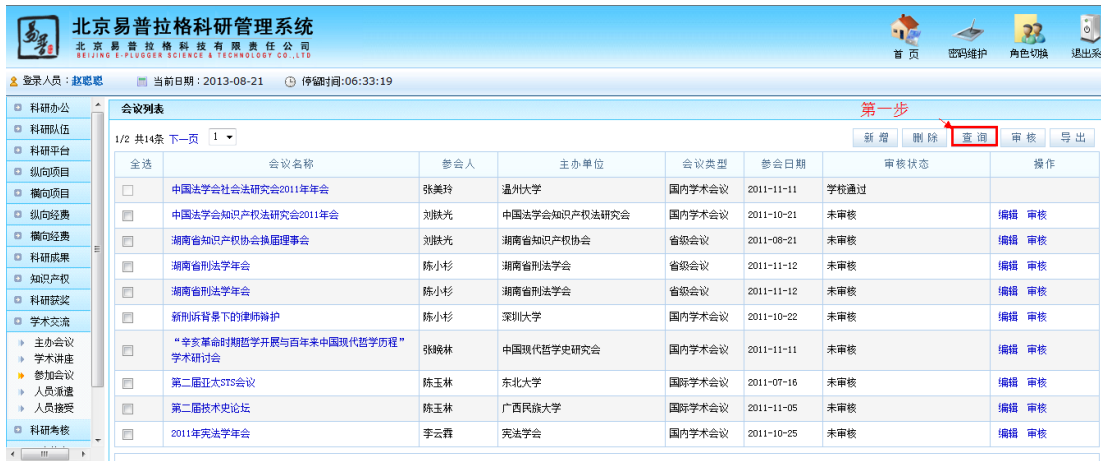 北京易普拉格科研管理系统
北京易普拉格科技有限责任公司
BEIJING E-PLUGGER SCIENCE & TECHNOLOGY CO.,LTD
首 页 密码维护 角色切换 退出系
登录人员：赵聪聪 当前日期：2013-08-21 停留时间:06:33:19
科研办公
科研队伍
科研平台
纵向项目
横向项目
纵向经费
横向经费
科研成果
知识产权
科研获奖
学术交流
主办会议
学术讲座
参加会议
人员派遣
人员接受
科研考核
会议列表
第一步
1/2 共14条 下一页 1
新 增 删 除 查 询 审 核 导 出
全选 会议名称 参会人 主办单位 会议类型 参会日期 审核状态 操作
中国法学会社会法研究会2011年年会 张美玲 温州大学 国内学术会议 2011-11-11 学校通过
中国法学会知识产权法研究会2011年会 刘铁光 中国法学会知识产权法研究会 国内学术会议 2011-10-21 未审核 编辑 审核
湖南省知识产权协会换届理事会 刘铁光 湖南省知识产权协会 省级会议 2011-08-21 未审核 编辑 审核
湖南省刑法学年会 陈小杉 湖南省刑法学会 省级会议 2011-11-12 未审核 编辑 审核
湖南省刑法学年会 陈小杉 湖南省刑法学会 省级会议 2011-11-12 未审核 编辑 审核
新刑诉背景下的律师辩护 陈小杉 深圳大学 国内学术会议 2011-10-22 未审核 编辑 审核
“辛亥革命时期哲学开展与百年来中国现代哲学历程”
学术研讨会 张晚林 中国现代哲学史研究会 国内学术会议 2011-11-11 未审核 编辑 审核
第二届亚太STS会议 陈玉林 东北大学 国际学术会议 2011-07-16 未审核 编辑 审核
第二届技术史论坛 陈玉林 广西民族大学 国际学术会议 2011-11-05 未审核 编辑 审核
2011年宪法学年会 李云霖 宪法学会 国内学术会议 2011-10-25 未审核 编辑 审核